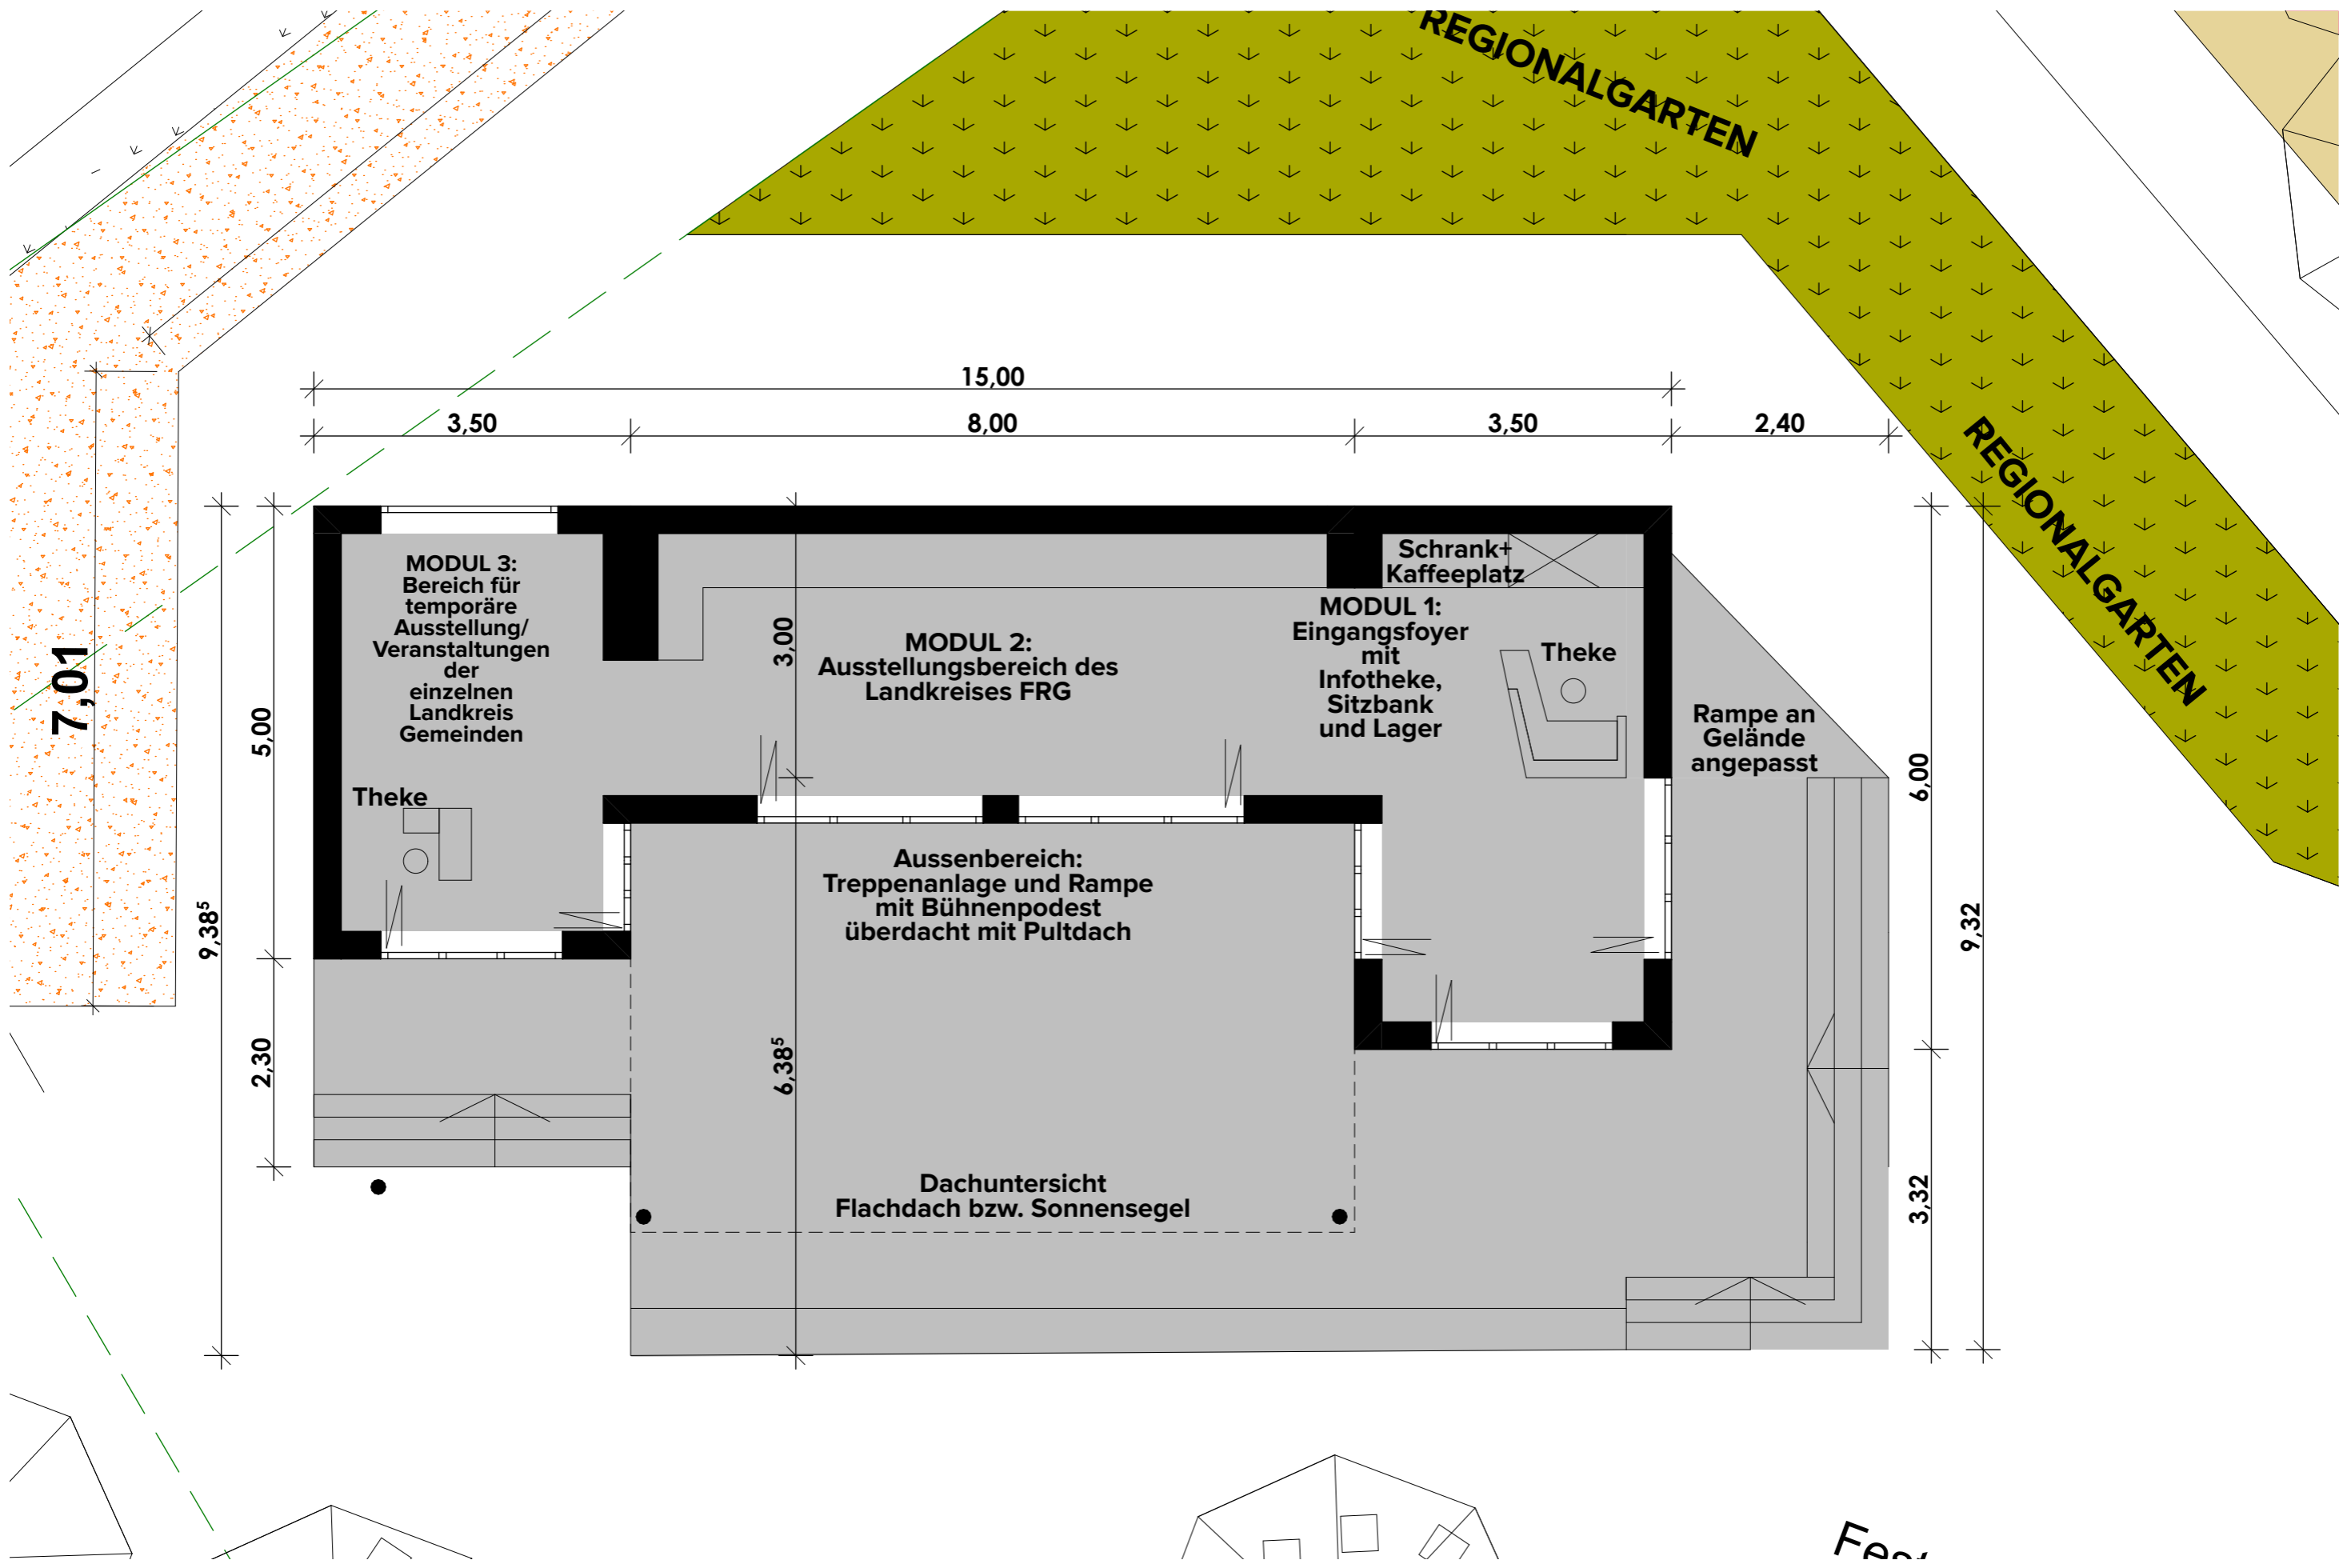 REGIONALGARTEN
15,00
3,50
8,00
3,50
2,40
REGIONALGARTEN
MODUL 3:
Bereich für
temporäre
Ausstellung/
Veranstaltungen
der
einzelnen
Landkreis
Gemeinden
Theke
MODUL 2:
Ausstellungsbereich des
Landkreises FRG
Schrank+
Kaffeeplatz
MODUL 1:
Eingangsfoyer
mit
Infotheke,
Sitzbank
und Lager
Theke
Rampe an
Gelände
angepasst
7,01
5,00
3,00
6,00
Aussenbereich:
Treppenanlage und Rampe
mit Bühnenpodest
überdacht mit Pultdach
9,38⁵
9,32
2,30
6,38⁵
3,32
Dachuntersicht
Flachdach bzw. Sonnensegel